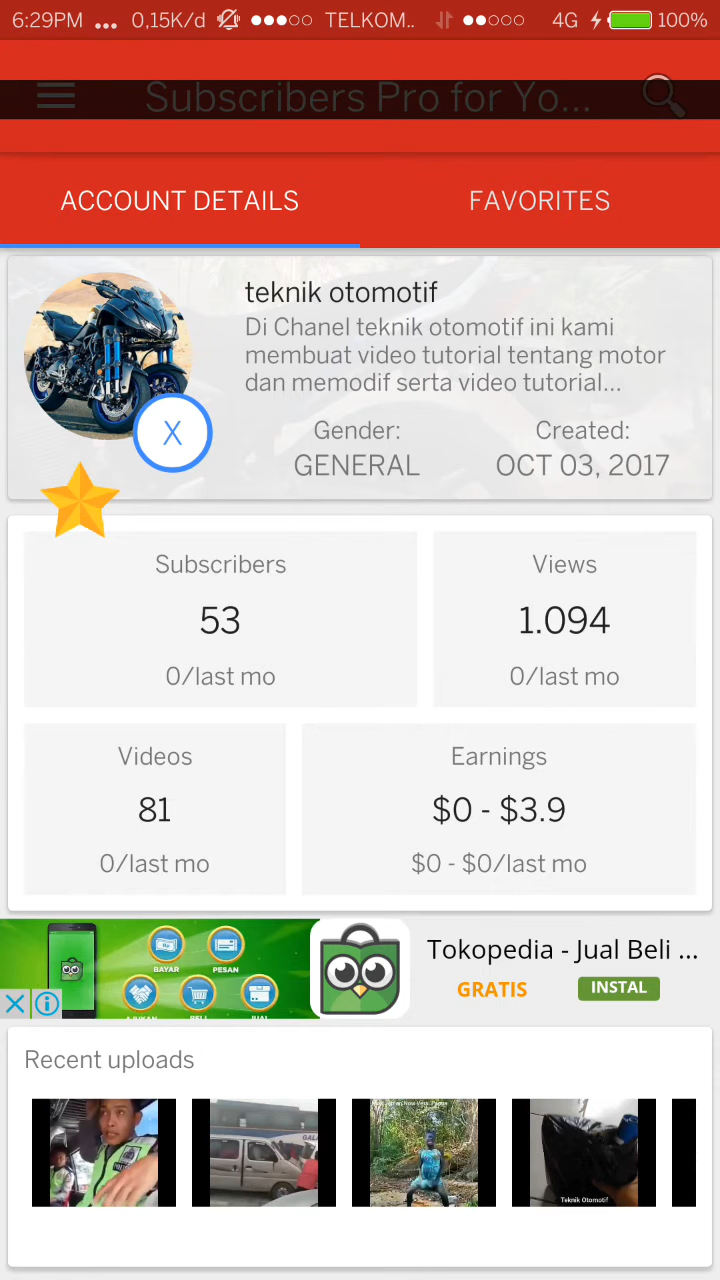 6:29PM ... 0,15K/d TELKOM.. 4G 100%
Subscribers Pro for Yo...
ACCOUNT DETAILS FAVORITES
teknik otomotif
Di Chanel teknik otomotif ini kami
membuat video tutorial tentang motor
dan memodif serta video tutorial...
Gender: Created:
GENERAL OCT 03, 2017
X
Subscribers Views
53 1.094
0/last mo 0/last mo
Videos Earnings
81 $0 - $3.9
0/last mo $0 - $0/last mo
BAYAR PESAN
Tokopedia - Jual Beli ...
GRATIS INSTAL
Recent uploads
Teknik Otomotif